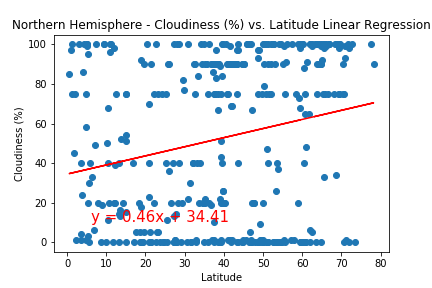 Northern Hemisphere - Cloudiness (%) vs. Latitude Linear Regression
100
80
60
40
20
0
Cloudiness (%)
y = 0.46x + 34.41
0 10 20 30 40 50 60 70 80
Latitude